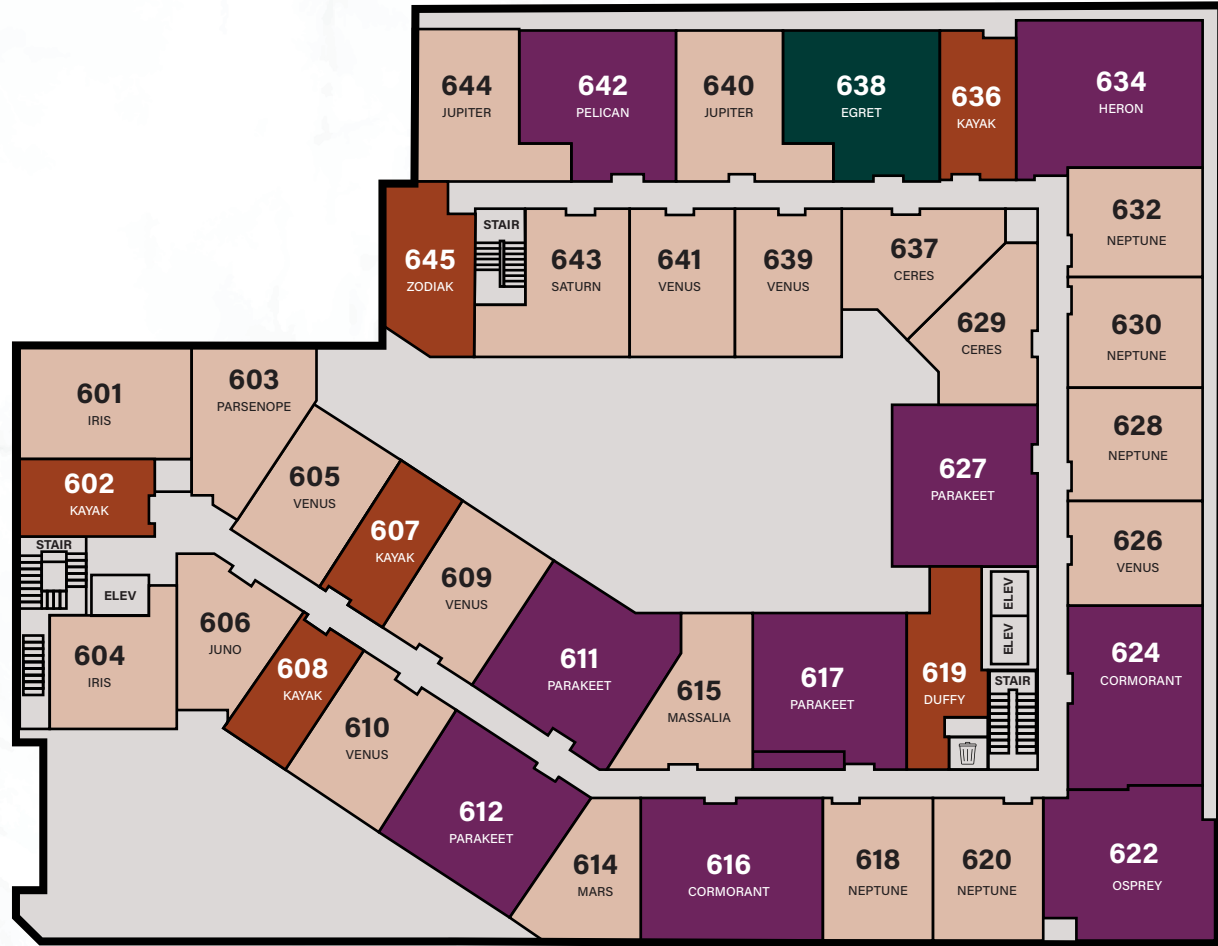 644
JUPITER
642
PELICAN
640
JUPITER
638
EGRET
636
KAYAK
634
HERON
645
ZODIAK
STAIR
643
SATURN
641
VENUS
639
VENUS
637
CERES
629
CERES
632
NEPTUNE
630
NEPTUNE
628
NEPTUNE
626
VENUS
627
PARAKEET
601
IRIS
603
PARSENOPE
602
KAYAK
605
VENUS
607
KAYAK
609
VENUS
STAIR
ELEV
604
IRIS
606
JUNO
608
KAYAK
610
VENUS
611
PARAKEET
615
MASSALIA
617
PARAKEET
619
DUFFY
ELEV
ELEV
STAIR
624
CORMORANT
612
PARAKEET
614
MARS
616
CORMORANT
618
NEPTUNE
620
NEPTUNE
622
OSPREY